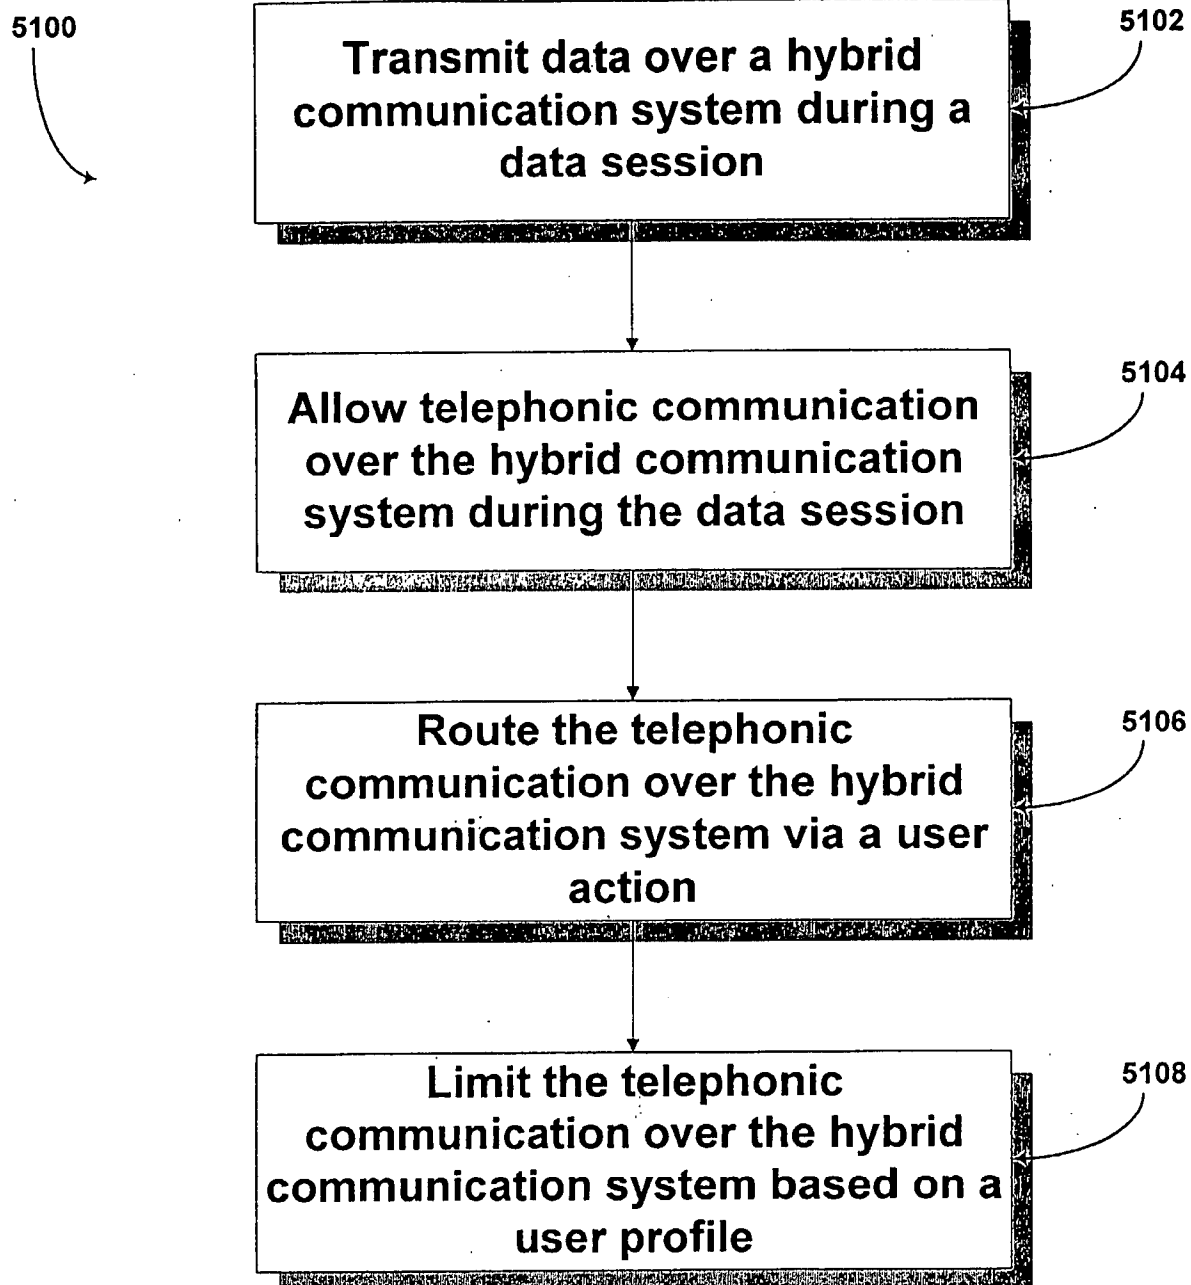 5100
5102
Transmit data over a hybrid
communication system during a
data session
5104
Allow telephonic communication
over the hybrid communication
system during the data session
5106
Route the telephonic
communication over the hybrid
communication system via a user
action
5108
Limit the telephonic
communication over the hybrid
communication system based on a
user profile